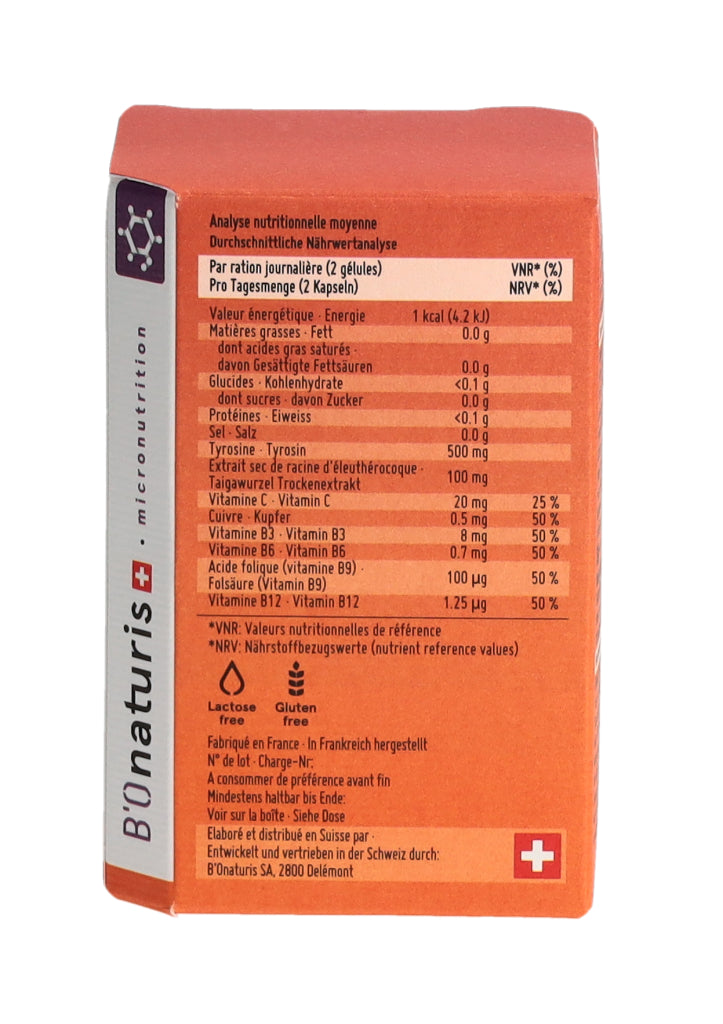 Analyse nutritionnelle moyenne
Durchschnittliche Nährwertanalyse
Par ration journalière (2 gélules) VNR* (%)
Pro Tagesmenge (2 Kapseln) NRV* (%)
Valeur énergétique · Energie 1 kcal (4.2 kJ)
Matières grasses · Fett 0.0 g
dont acides gras saturés ·
davon Gesättigte Fettsäuren 0.0 g
Glucides · Kohlenhydrate <0.1 g
dont sucres · davon Zucker 0.0 g
Protéines · Eiweiss <0.1 g
Sel · Salz 0.0 g
Tyrosine · Tyrosin 500 mg
Extrait sec de racine d'éleuthérocoque ·
Taigawurzel Trockenextrakt 100 mg
Vitamine C · Vitamin C 20 mg 25 %
Cuivre · Kupfer 0.5 mg 50 %
Vitamine B3 · Vitamin B3 8 mg 50 %
Vitamine B6 · Vitamin B6 0.7 mg 50 %
Acide folique (vitamine B9) ·
Folsäure (Vitamin B9) 100 µg 50 %
Vitamine B12 · Vitamin B12 1.25 µg 50 %
*VNR: Valeurs nutritionnelles de référence
*NRV: Nährstoffbezugswerte (nutrient reference values)
Lactose free
Gluten free
Fabriqué en France · In Frankreich hergestellt
N° de lot · Charge-Nr:
A consommer de préférence avant fin
Mindestens haltbar bis Ende:
Voir sur la boîte · Siehe Dose
Elaboré et distribué en Suisse par ·
Entwickelt und vertrieben in der Schweiz durch:
B'Onaturis SA, 2800 Delémont
B'Onaturis • micronutrition